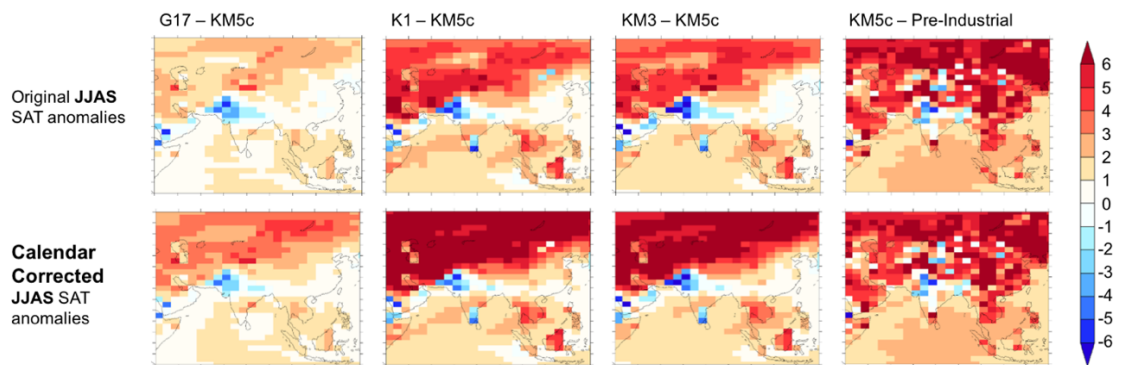 G17 – KM5c
K1 – KM5c
KM3 – KM5c
KM5c – Pre-Industrial
Original JJAS
SAT anomalies
Calendar
Corrected
JJAS SAT
anomalies
6
5
4
3
2
1
0
-1
-2
-3
-4
-5
-6